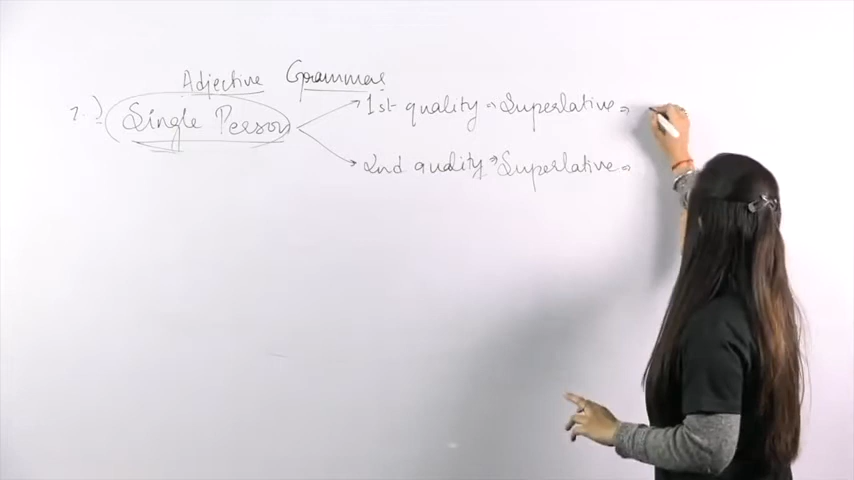 Adjective Grammar
7.) Single Person
1st quality → Superlative →
2nd quality → Superlative →